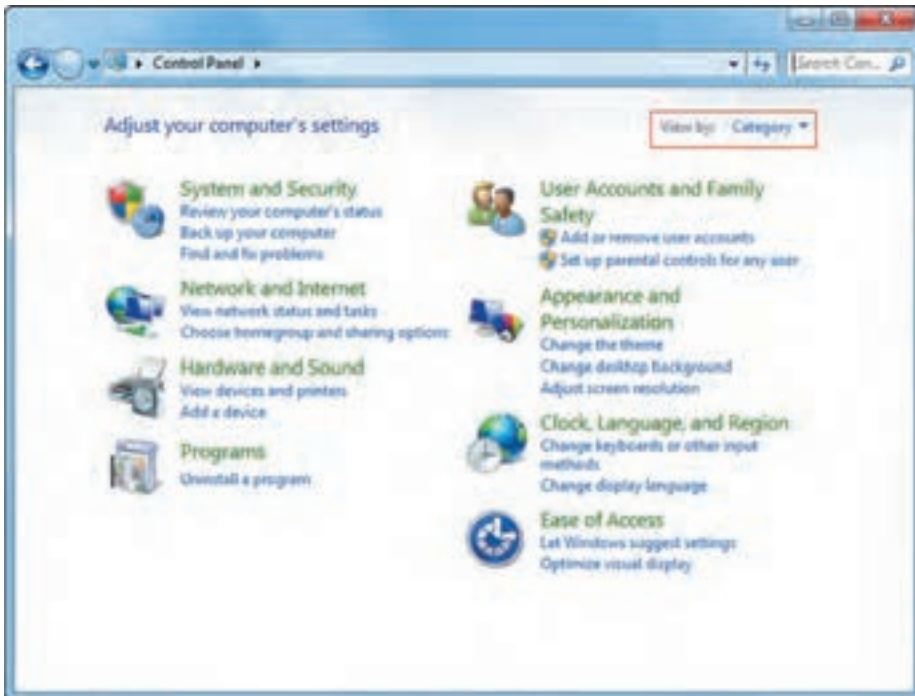 Control Panel
Search Con...
Adjust your computer's settings
View by: Category
System and Security
Review your computer's status
Back up your computer
Find and fix problems
Network and Internet
View network status and tasks
Choose homegroup and sharing options
Hardware and Sound
View devices and printers
Add a device
Programs
Uninstall a program
User Accounts and Family
Safety
Add or remove user accounts
Set up parental controls for any user
Appearance and
Personalization
Change the theme
Change desktop background
Adjust screen resolution
Clock, Language, and Region
Change keyboards or other input
methods
Change display language
Ease of Access
Let Windows suggest settings
Optimize visual display